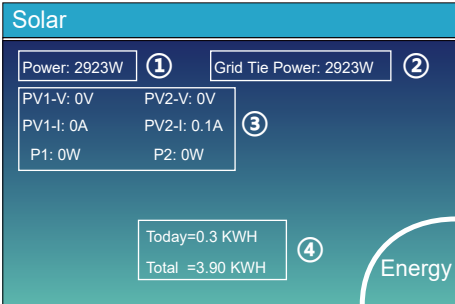 Solar
Power: 2923W ① Grid Tie Power: 2923W ②
PV1-V: 0V PV2-V: 0V
PV1-I: 0A PV2-I: 0.1A ③
P1: 0W P2: 0W
Today=0.3 KWH
Total =3.90 KWH ④
Energy